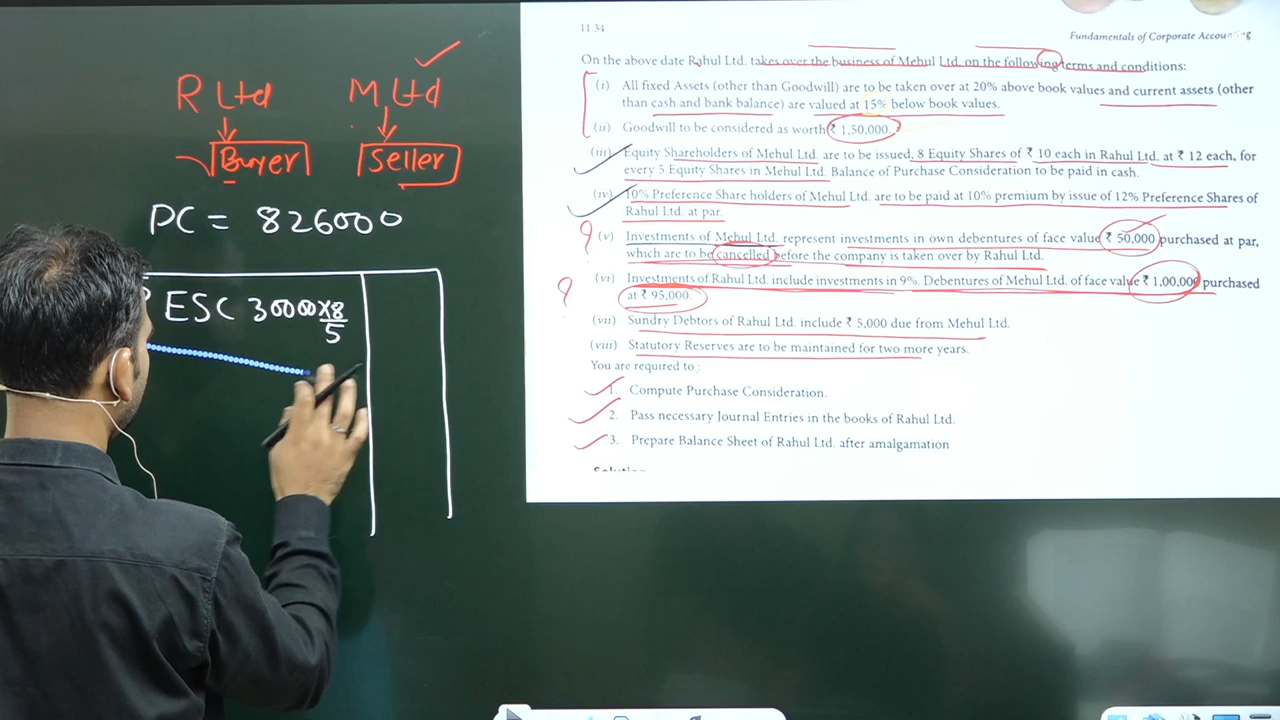 R Ltd
M Ltd
Buyer
Seller
PC = 826000
ESC 30000 × 8/5
11.34
Fundamentals of Corporate Accounting
On the above date Rahul Ltd. takes over the business of Mehul Ltd. on the following terms and conditions:
(i) All fixed Assets (other than Goodwill) are to be taken over at 20% above book values and current assets (other
than cash and bank balance) are valued at 15% below book values.
(ii) Goodwill to be considered as worth ₹ 1,50,000.
(iii) Equity Shareholders of Mehul Ltd. are to be issued, 8 Equity Shares of ₹ 10 each in Rahul Ltd. at ₹ 12 each, for
every 5 Equity Shares in Mehul Ltd. Balance of Purchase Consideration to be paid in cash.
(iv) 10% Preference Share holders of Mehul Ltd. are to be paid at 10% premium by issue of 12% Preference Shares of
Rahul Ltd. at par.
(v) Investments of Mehul Ltd. represent investments in own debentures of face value ₹ 50,000 purchased at par,
which are to be cancelled before the company is taken over by Rahul Ltd.
(vi) Investments of Rahul Ltd. include investments in 9%. Debentures of Mehul Ltd. of face value ₹ 1,00,000 purchased
at ₹ 95,000.
(vii) Sundry Debtors of Rahul Ltd. include ₹ 5,000 due from Mehul Ltd.
(viii) Statutory Reserves are to be maintained for two more years.
You are required to :
1. Compute Purchase Consideration.
2. Pass necessary Journal Entries in the books of Rahul Ltd.
3. Prepare Balance Sheet of Rahul Ltd. after amalgamation